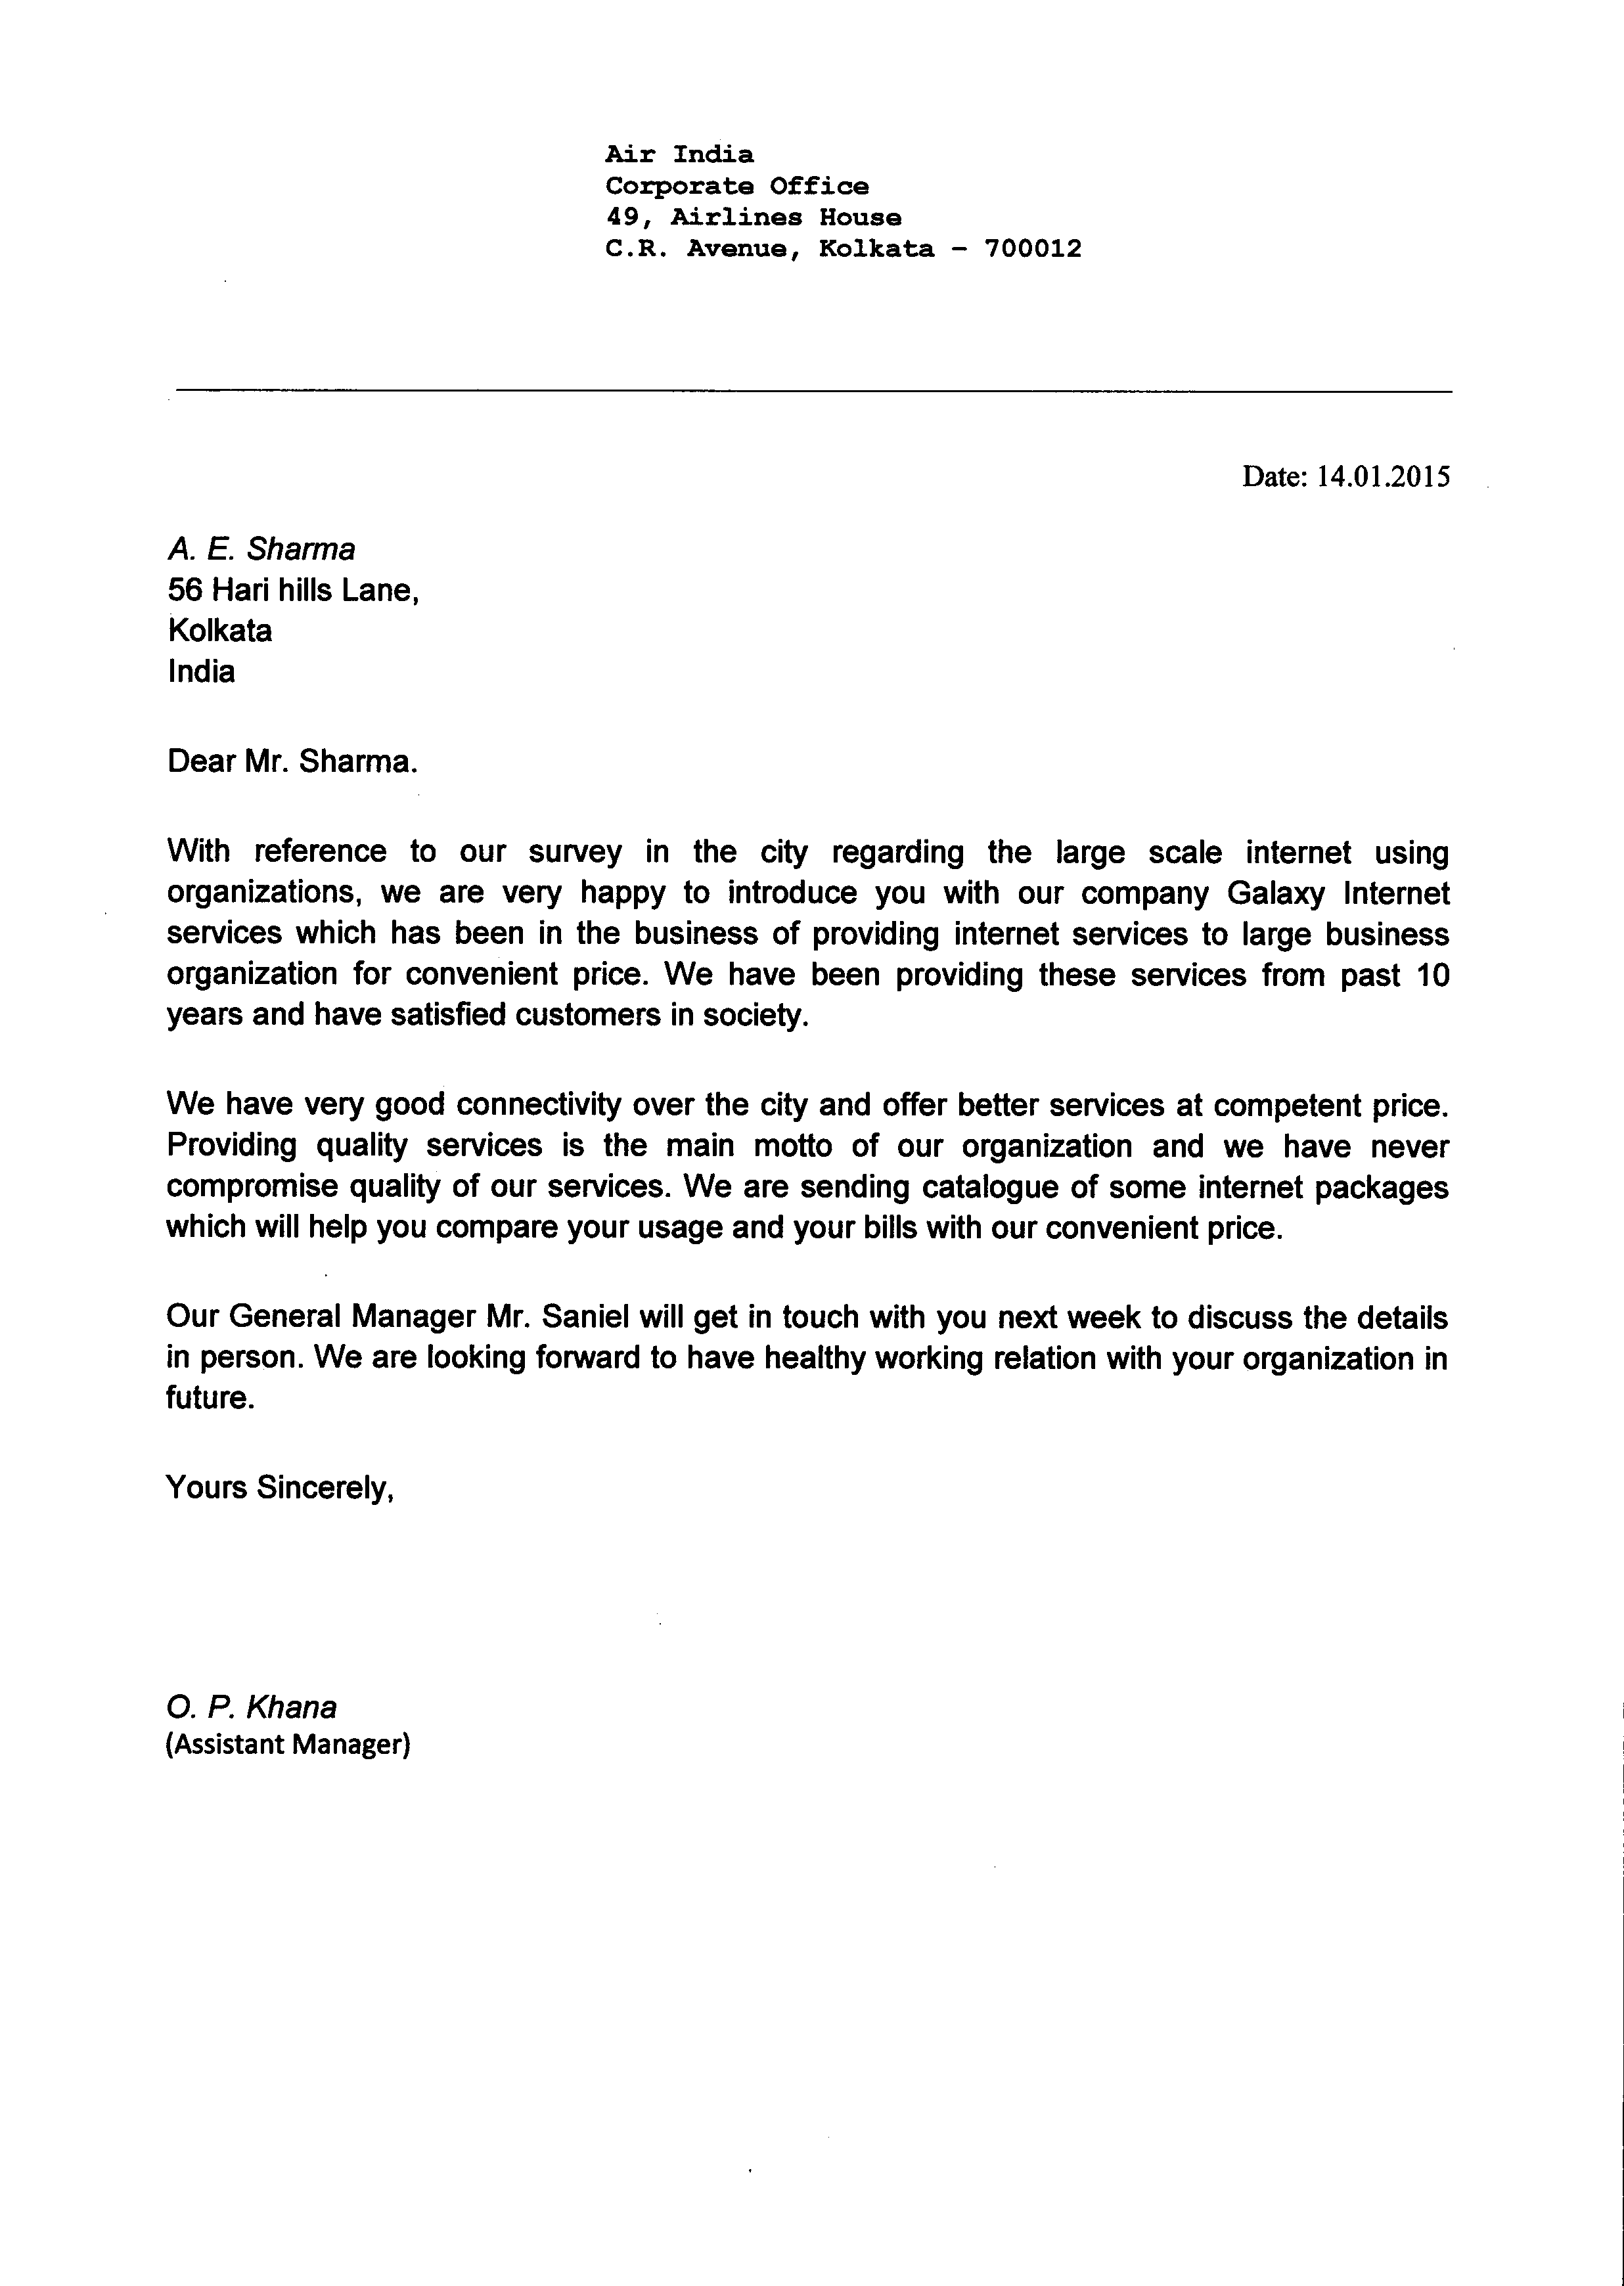 Air India
Corporate Office
49, Airlines House
C.R. Avenue, Kolkata – 700012
Date: 14.01.2015
A. E. Sharma
56 Hari hills Lane,
Kolkata
India
Dear Mr. Sharma.
With reference to our survey in the city regarding the large scale internet using
organizations, we are very happy to introduce you with our company Galaxy Internet
services which has been in the business of providing internet services to large business
organization for convenient price. We have been providing these services from past 10
years and have satisfied customers in society.
We have very good connectivity over the city and offer better services at competent price.
Providing quality services is the main motto of our organization and we have never
compromise quality of our services. We are sending catalogue of some internet packages
which will help you compare your usage and your bills with our convenient price.
Our General Manager Mr. Saniel will get in touch with you next week to discuss the details
in person. We are looking forward to have healthy working relation with your organization in
future.
Yours Sincerely,
O. P. Khana
(Assistant Manager)